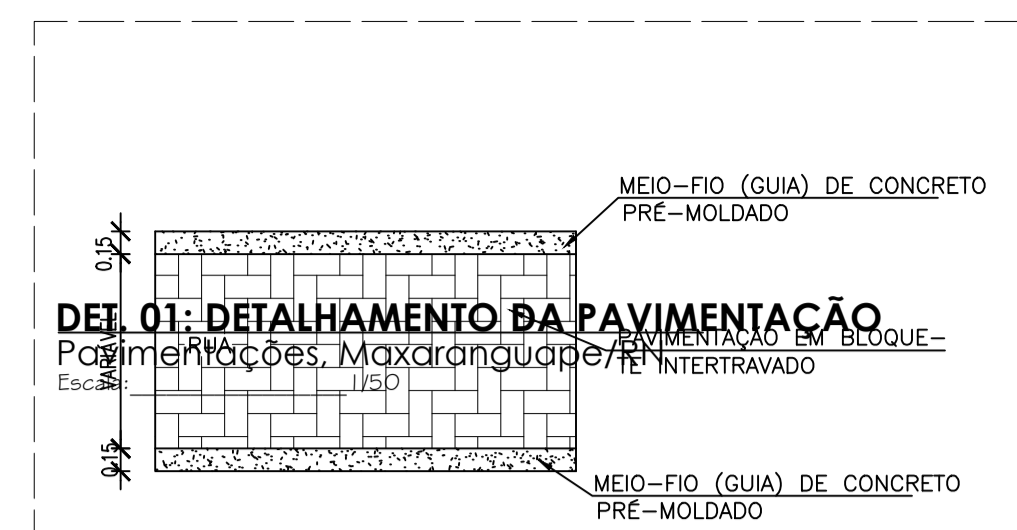 MEIO-FIO (GUIA) DE CONCRETO
PRÉ-MOLDADO
0.15
DET. 01: DETALHAMENTO DA PAVIMENTAÇÃO
PAVIMENTAÇÃO EM BLOQUE-
TE INTERTRAVADO
RUA
VARIÁVEL
Pavimentações, Maxaranguape/RN
Escala: 1/50
0.15
MEIO-FIO (GUIA) DE CONCRETO
PRÉ-MOLDADO